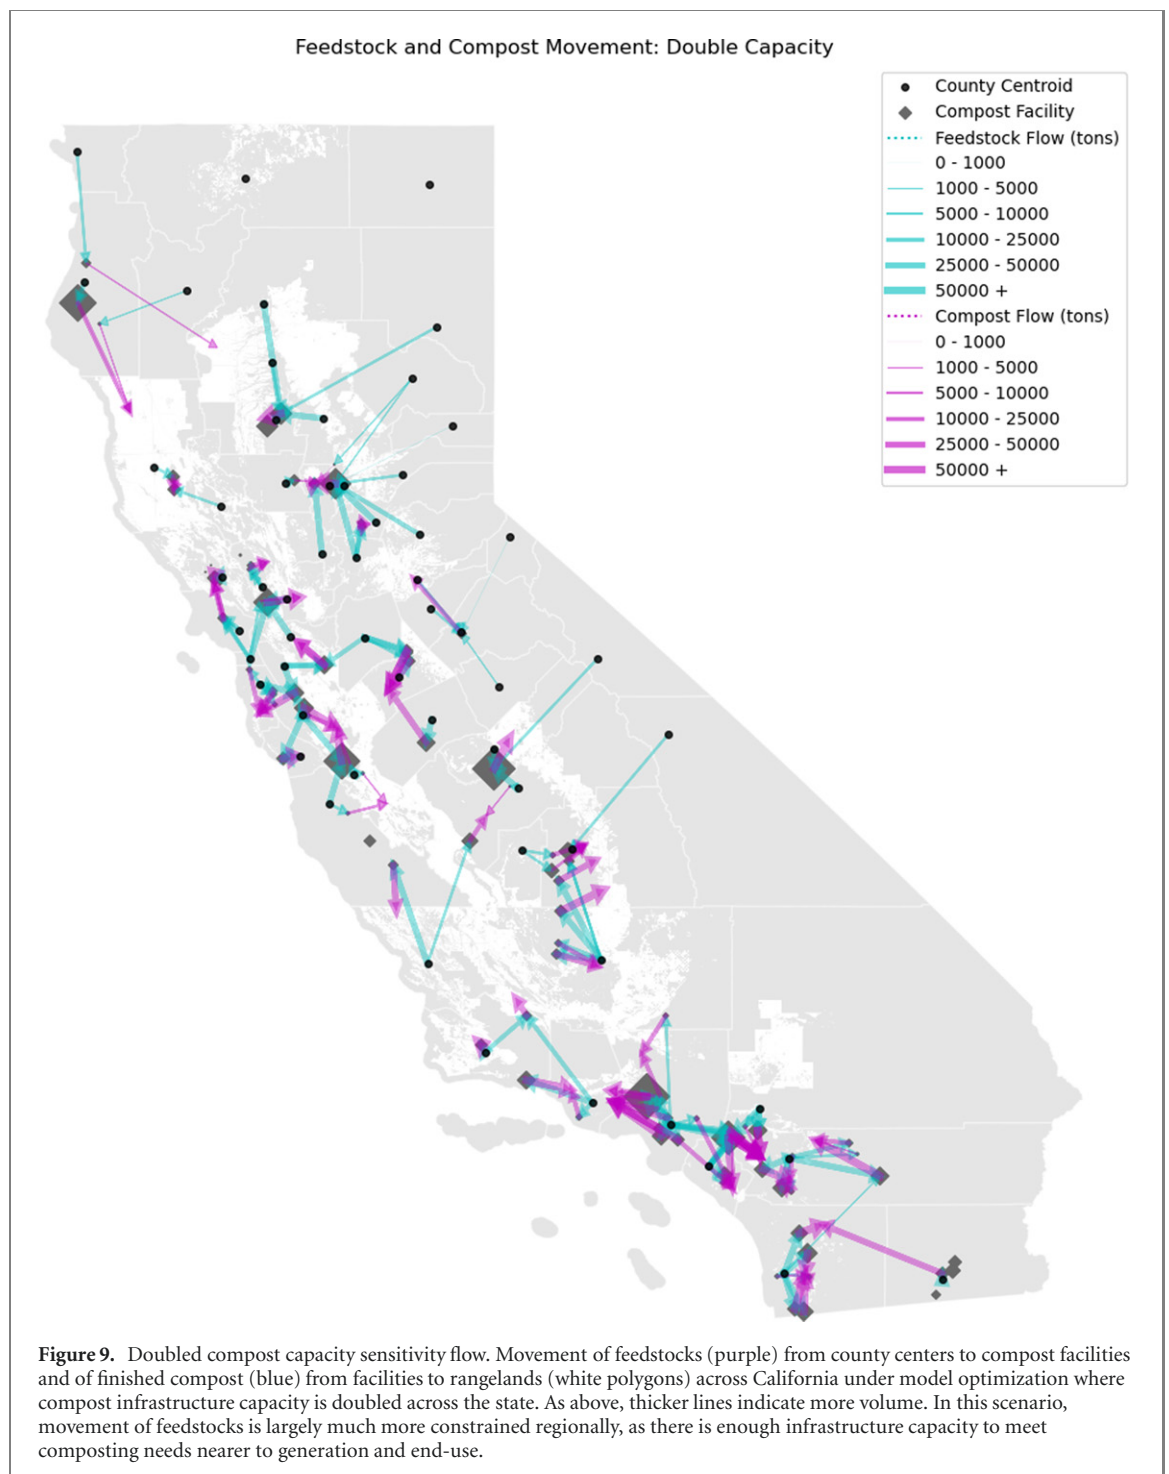 Feedstock and Compost Movement: Double Capacity
County Centroid
Compost Facility
Feedstock Flow (tons)
0 - 1000
1000 - 5000
5000 - 10000
10000 - 25000
25000 - 50000
50000 +
Compost Flow (tons)
0 - 1000
1000 - 5000
5000 - 10000
10000 - 25000
25000 - 50000
50000 +
Figure 9. Doubled compost capacity sensitivity flow. Movement of feedstocks (purple) from county centers to compost facilities
and of finished compost (blue) from facilities to rangelands (white polygons) across California under model optimization where
compost infrastructure capacity is doubled across the state. As above, thicker lines indicate more volume. In this scenario,
movement of feedstocks is largely much more constrained regionally, as there is enough infrastructure capacity to meet
composting needs nearer to generation and end-use.